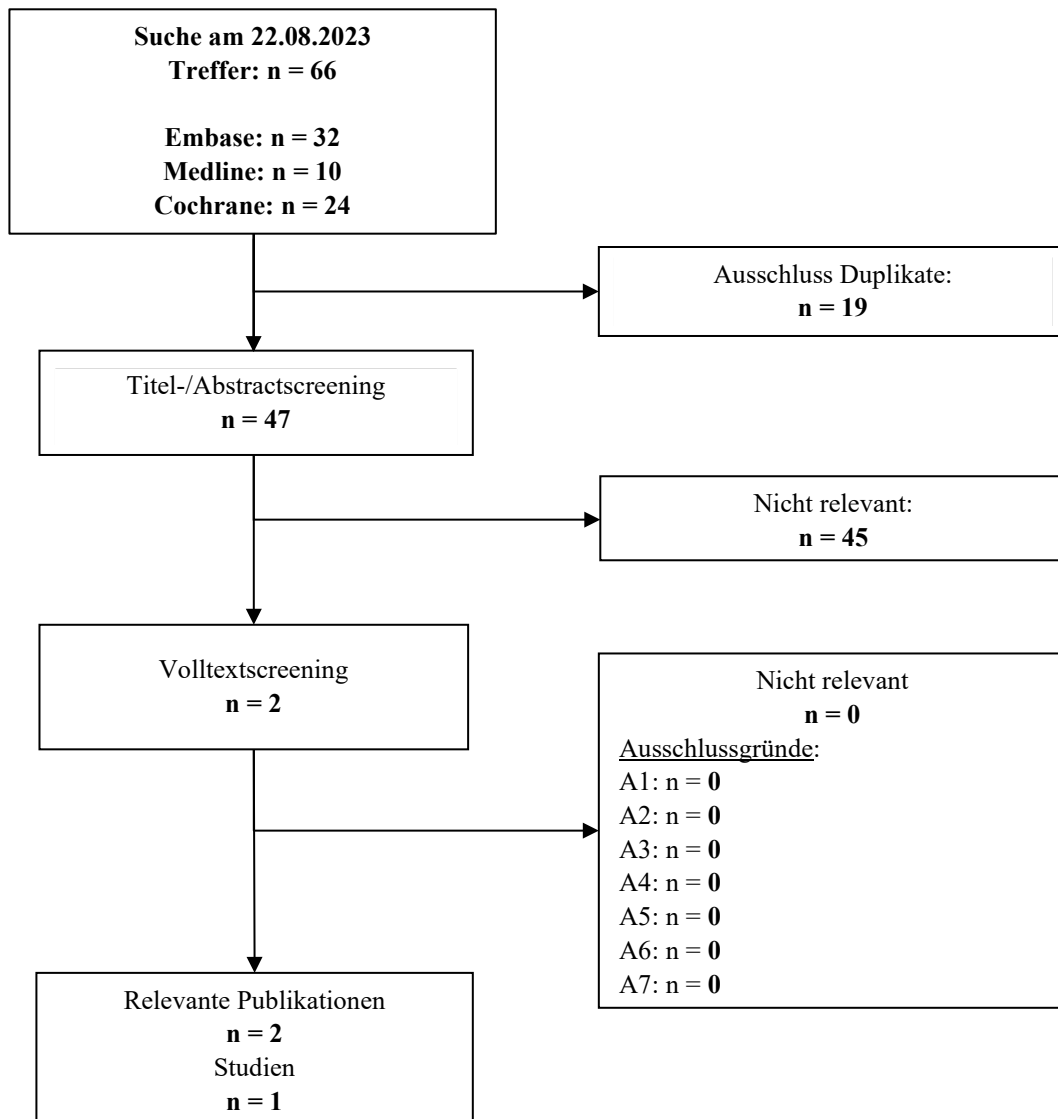 Suche am 22.08.2023
Treffer: n = 66
Embase: n = 32
Medline: n = 10
Cochrane: n = 24
Ausschluss Duplikate:
n = 19
Titel-/Abstractscreening
n = 47
Nicht relevant:
n = 45
Volltextscreening
n = 2
Nicht relevant
n = 0
Ausschlussgründe:
A1: n = 0
A2: n = 0
A3: n = 0
A4: n = 0
A5: n = 0
A6: n = 0
A7: n = 0
Relevante Publikationen
n = 2
Studien
n = 1